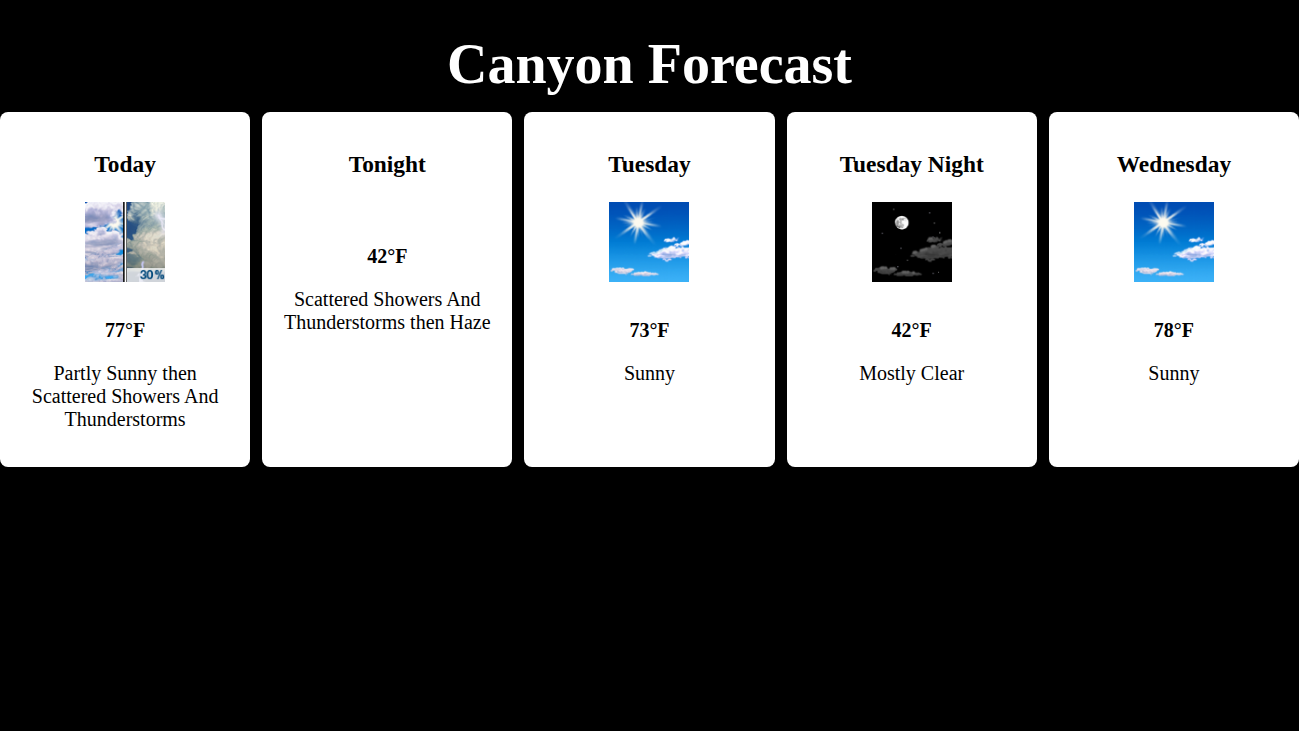 Canyon Forecast
Today
30%
77°F
Partly Sunny then
Scattered Showers And
Thunderstorms
Tonight
42°F
Scattered Showers And
Thunderstorms then Haze
Tuesday
73°F
Sunny
Tuesday Night
42°F
Mostly Clear
Wednesday
78°F
Sunny